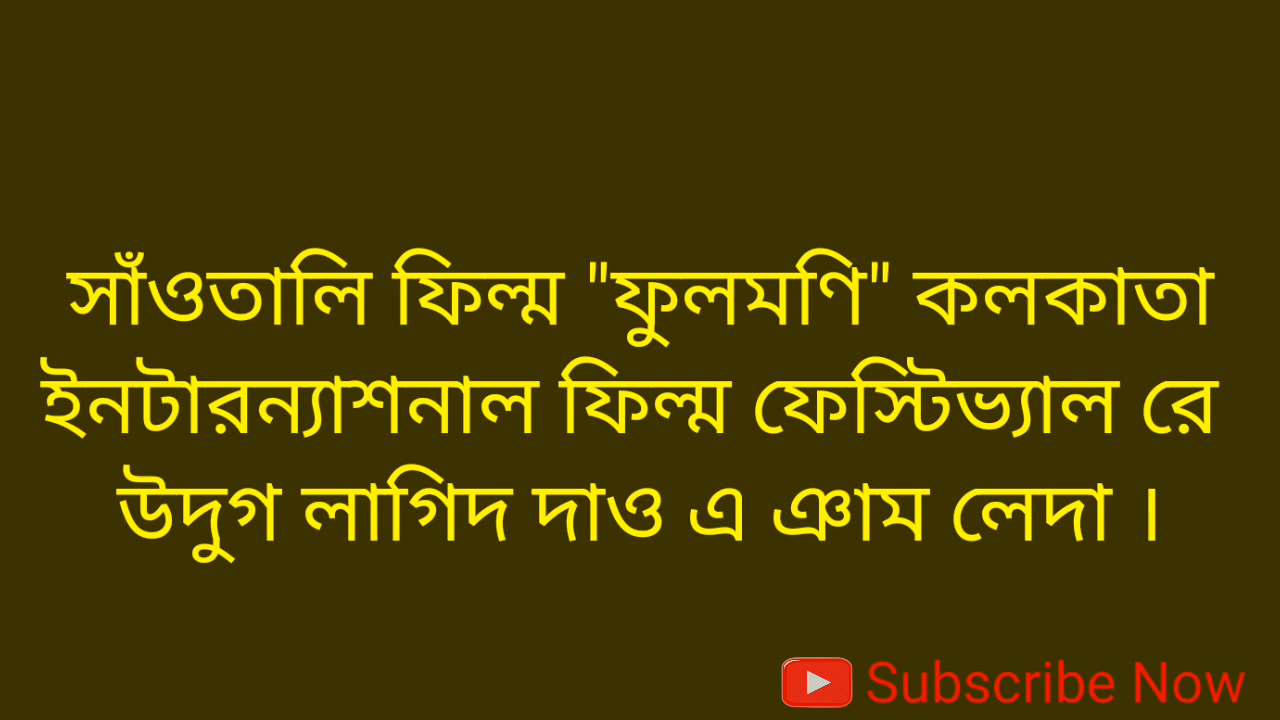 সাঁওতালি ফিল্ম "ফুলমণি" কলকাতা
ইনটারন্যাশনাল ফিল্ম ফেস্টিভ্যাল রে
উদুগ লাগিদ দাও এ ঞাম লেদা ।
Subscribe Now